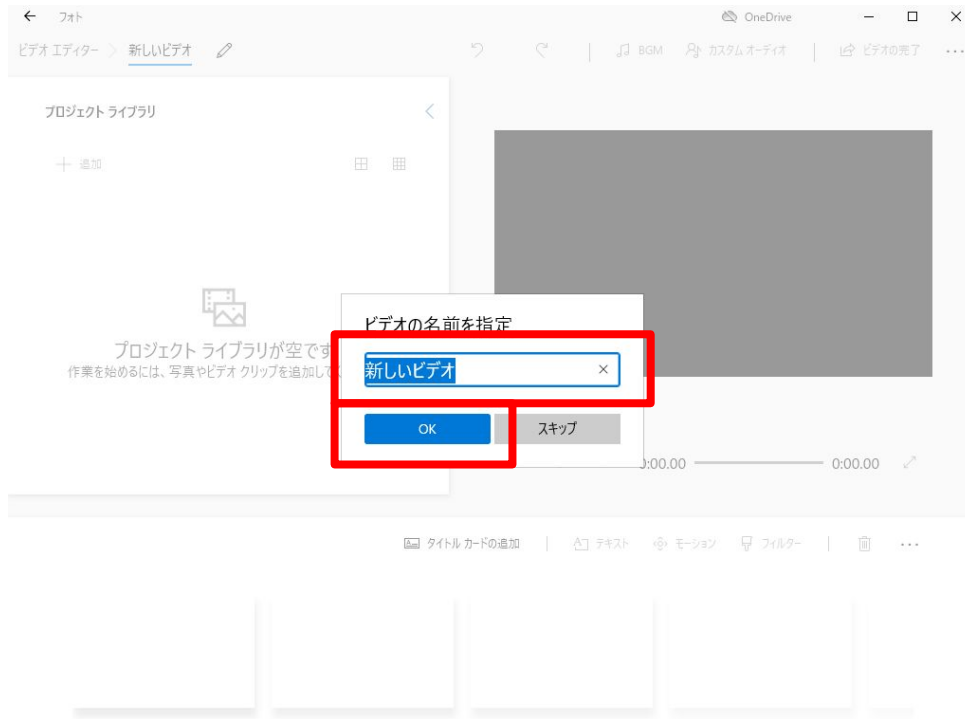 フォト
OneDrive
ビデオ エディター > 新しいビデオ
BGM
カスタム オーディオ
ビデオの完了
プロジェクト ライブラリ
追加
プロジェクト ライブラリが空です
作業を始めるには、写真やビデオ クリップを追加して
ビデオの名前を指定
新しいビデオ
OK
スキップ
0:00.00
0:00.00
タイトル カードの追加
テキスト
モーション
フィルター